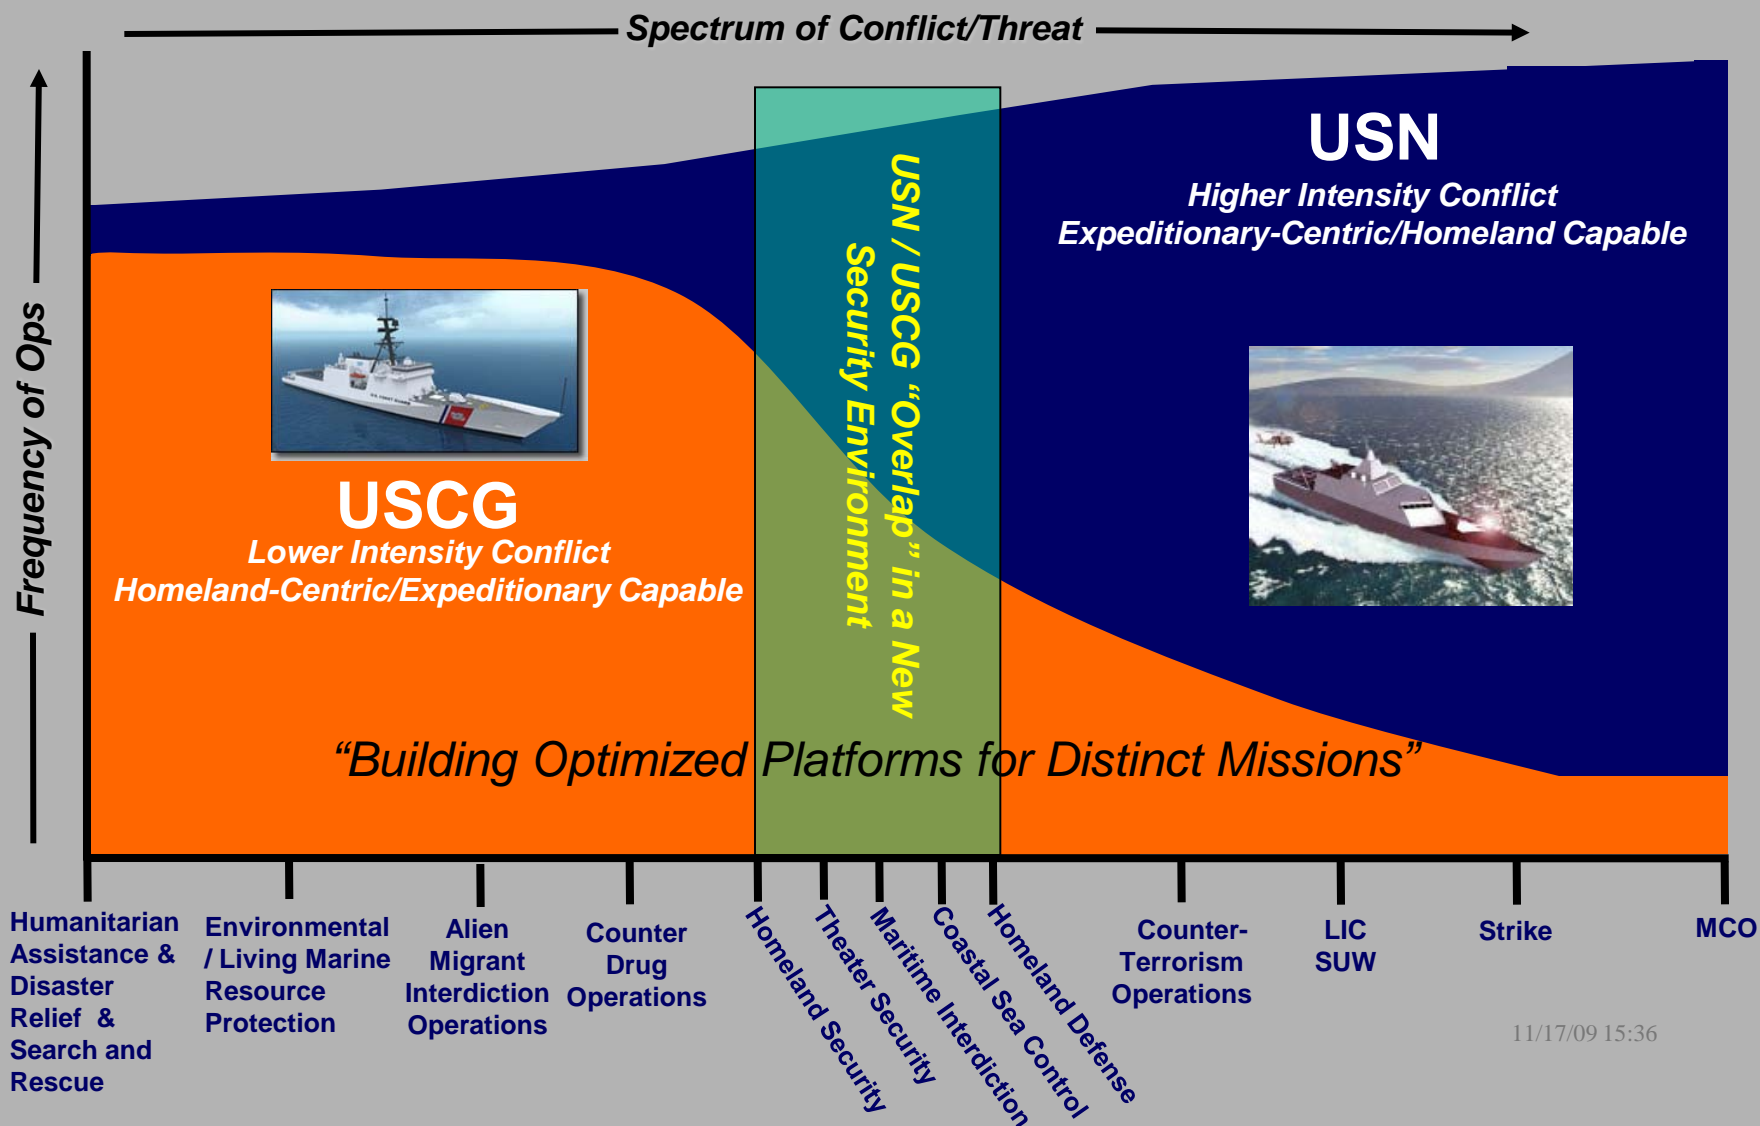 Spectrum of Conflict/Threat
Frequency of Ops
USN
Higher Intensity Conflict
Expeditionary-Centric/Homeland Capable
USN / USCG “Overlap” in a New
Security Environment
USCG
Lower Intensity Conflict
Homeland-Centric/Expeditionary Capable
“Building Optimized Platforms for Distinct Missions”
Humanitarian
Assistance &
Disaster
Relief &
Search and
Rescue
Environmental
/ Living Marine
Resource
Protection
Alien
Migrant
Interdiction
Operations
Counter
Drug
Operations
Homeland Security
Theater Security
Maritime Interdiction
Coastal Sea Control
Homeland Defense
Counter-
Terrorism
Operations
LIC
SUW
Strike
MCO
11/17/09 15:36